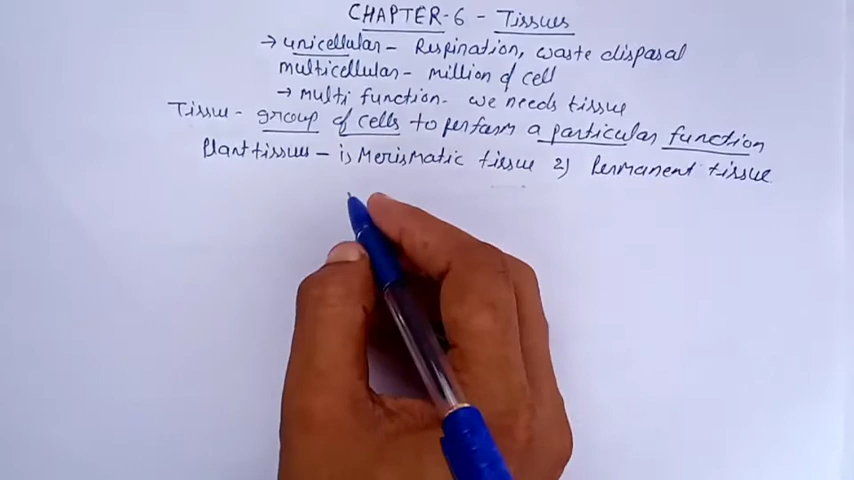 CHAPTER-6 - Tissues
→ unicellular - Respiration, waste disposal
multicellular - million of cell
→ multi function - we needs tissue
Tissue - group of cells to perform a particular function
Plant tissues - 1) Merismatic tissue 2) Permanent tissue